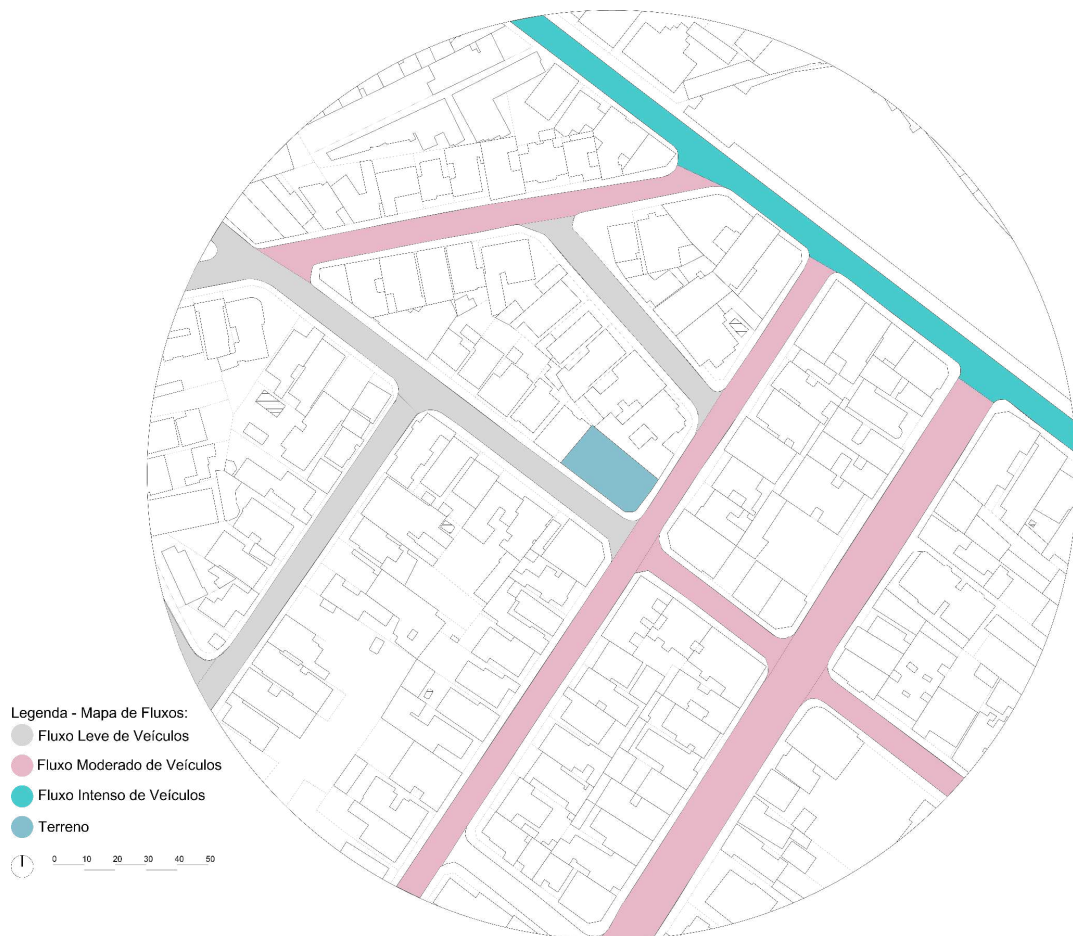 Legenda - Mapa de Fluxos:
Fluxo Leve de Veículos
Fluxo Moderado de Veículos
Fluxo Intenso de Veículos
Terreno
0 10 20 30 40 50